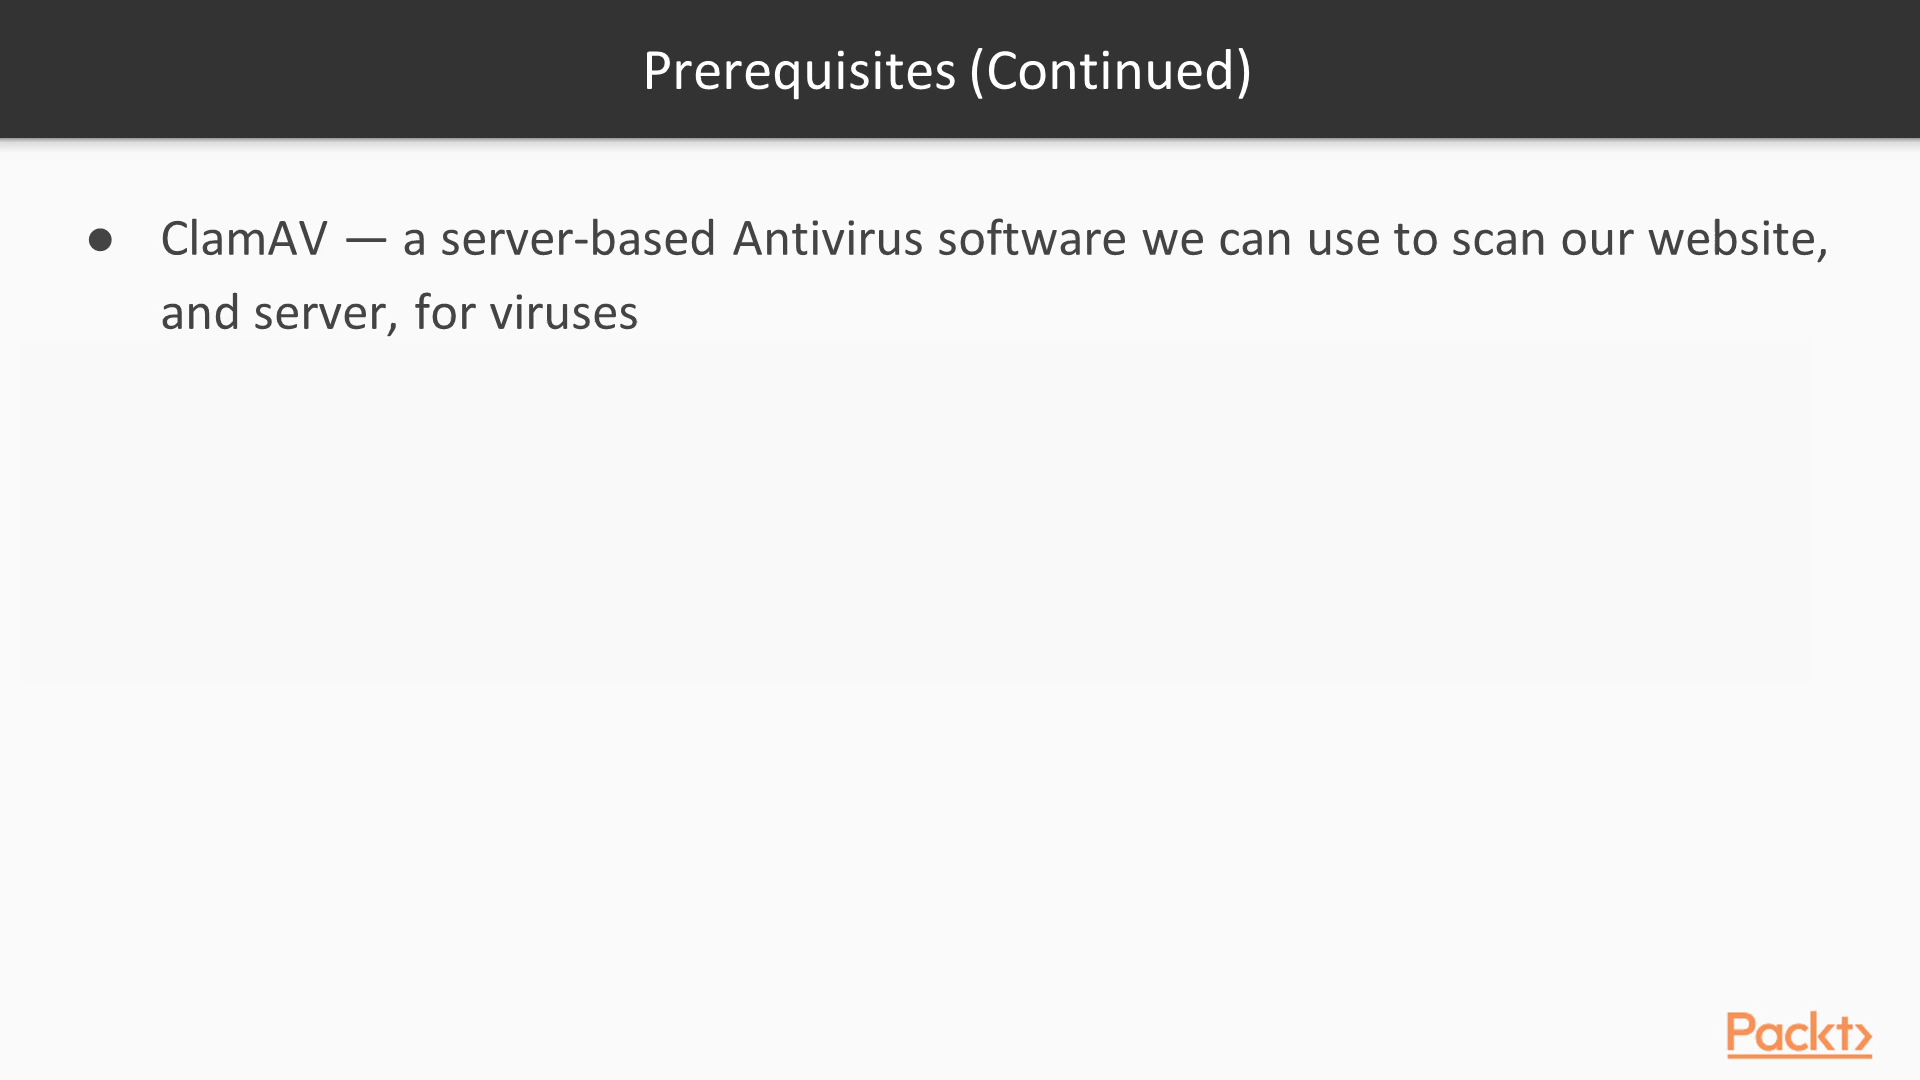 Prerequisites (Continued)
● ClamAV — a server-based Antivirus software we can use to scan our website,
and server, for viruses
Packt>